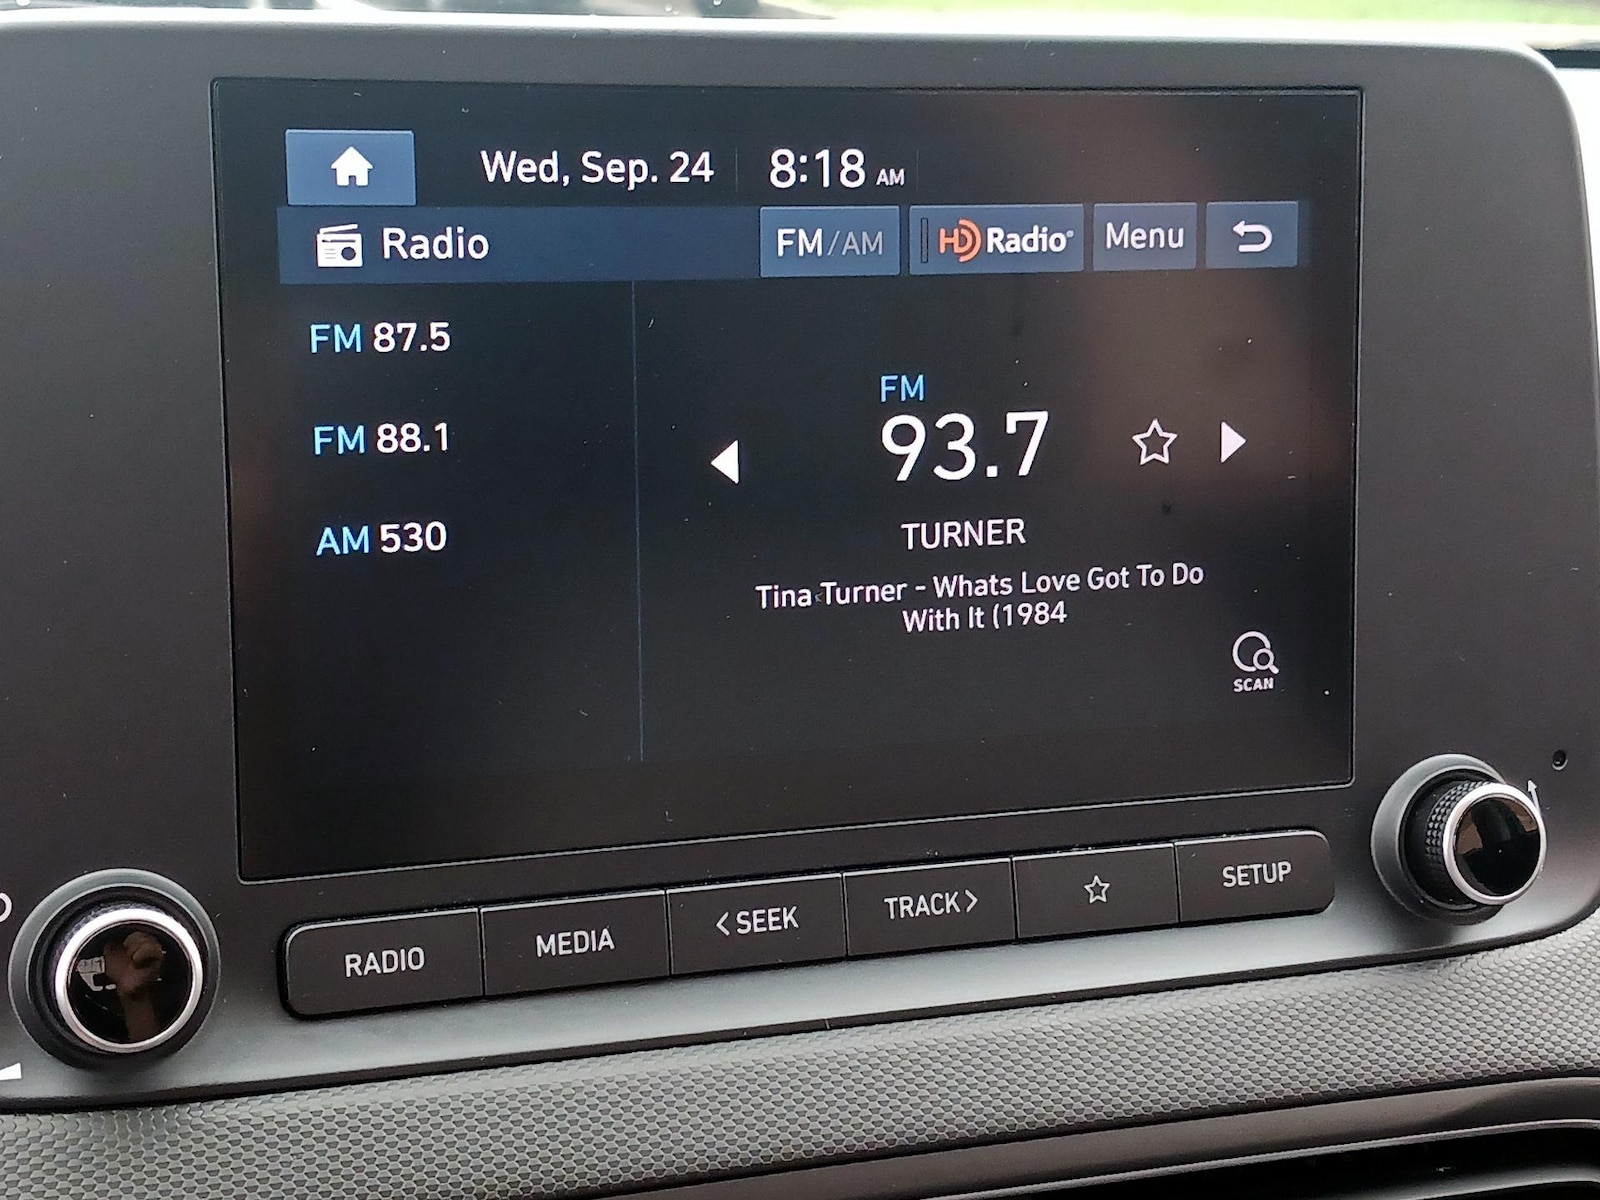 Wed, Sep. 24 8:18 AM
Radio FM/AM HD Radio® Menu
FM 87.5
FM 88.1
AM 530
FM
93.7
TURNER
Tina Turner - Whats Love Got To Do
With It (1984
SCAN
RADIO MEDIA <SEEK TRACK> SETUP